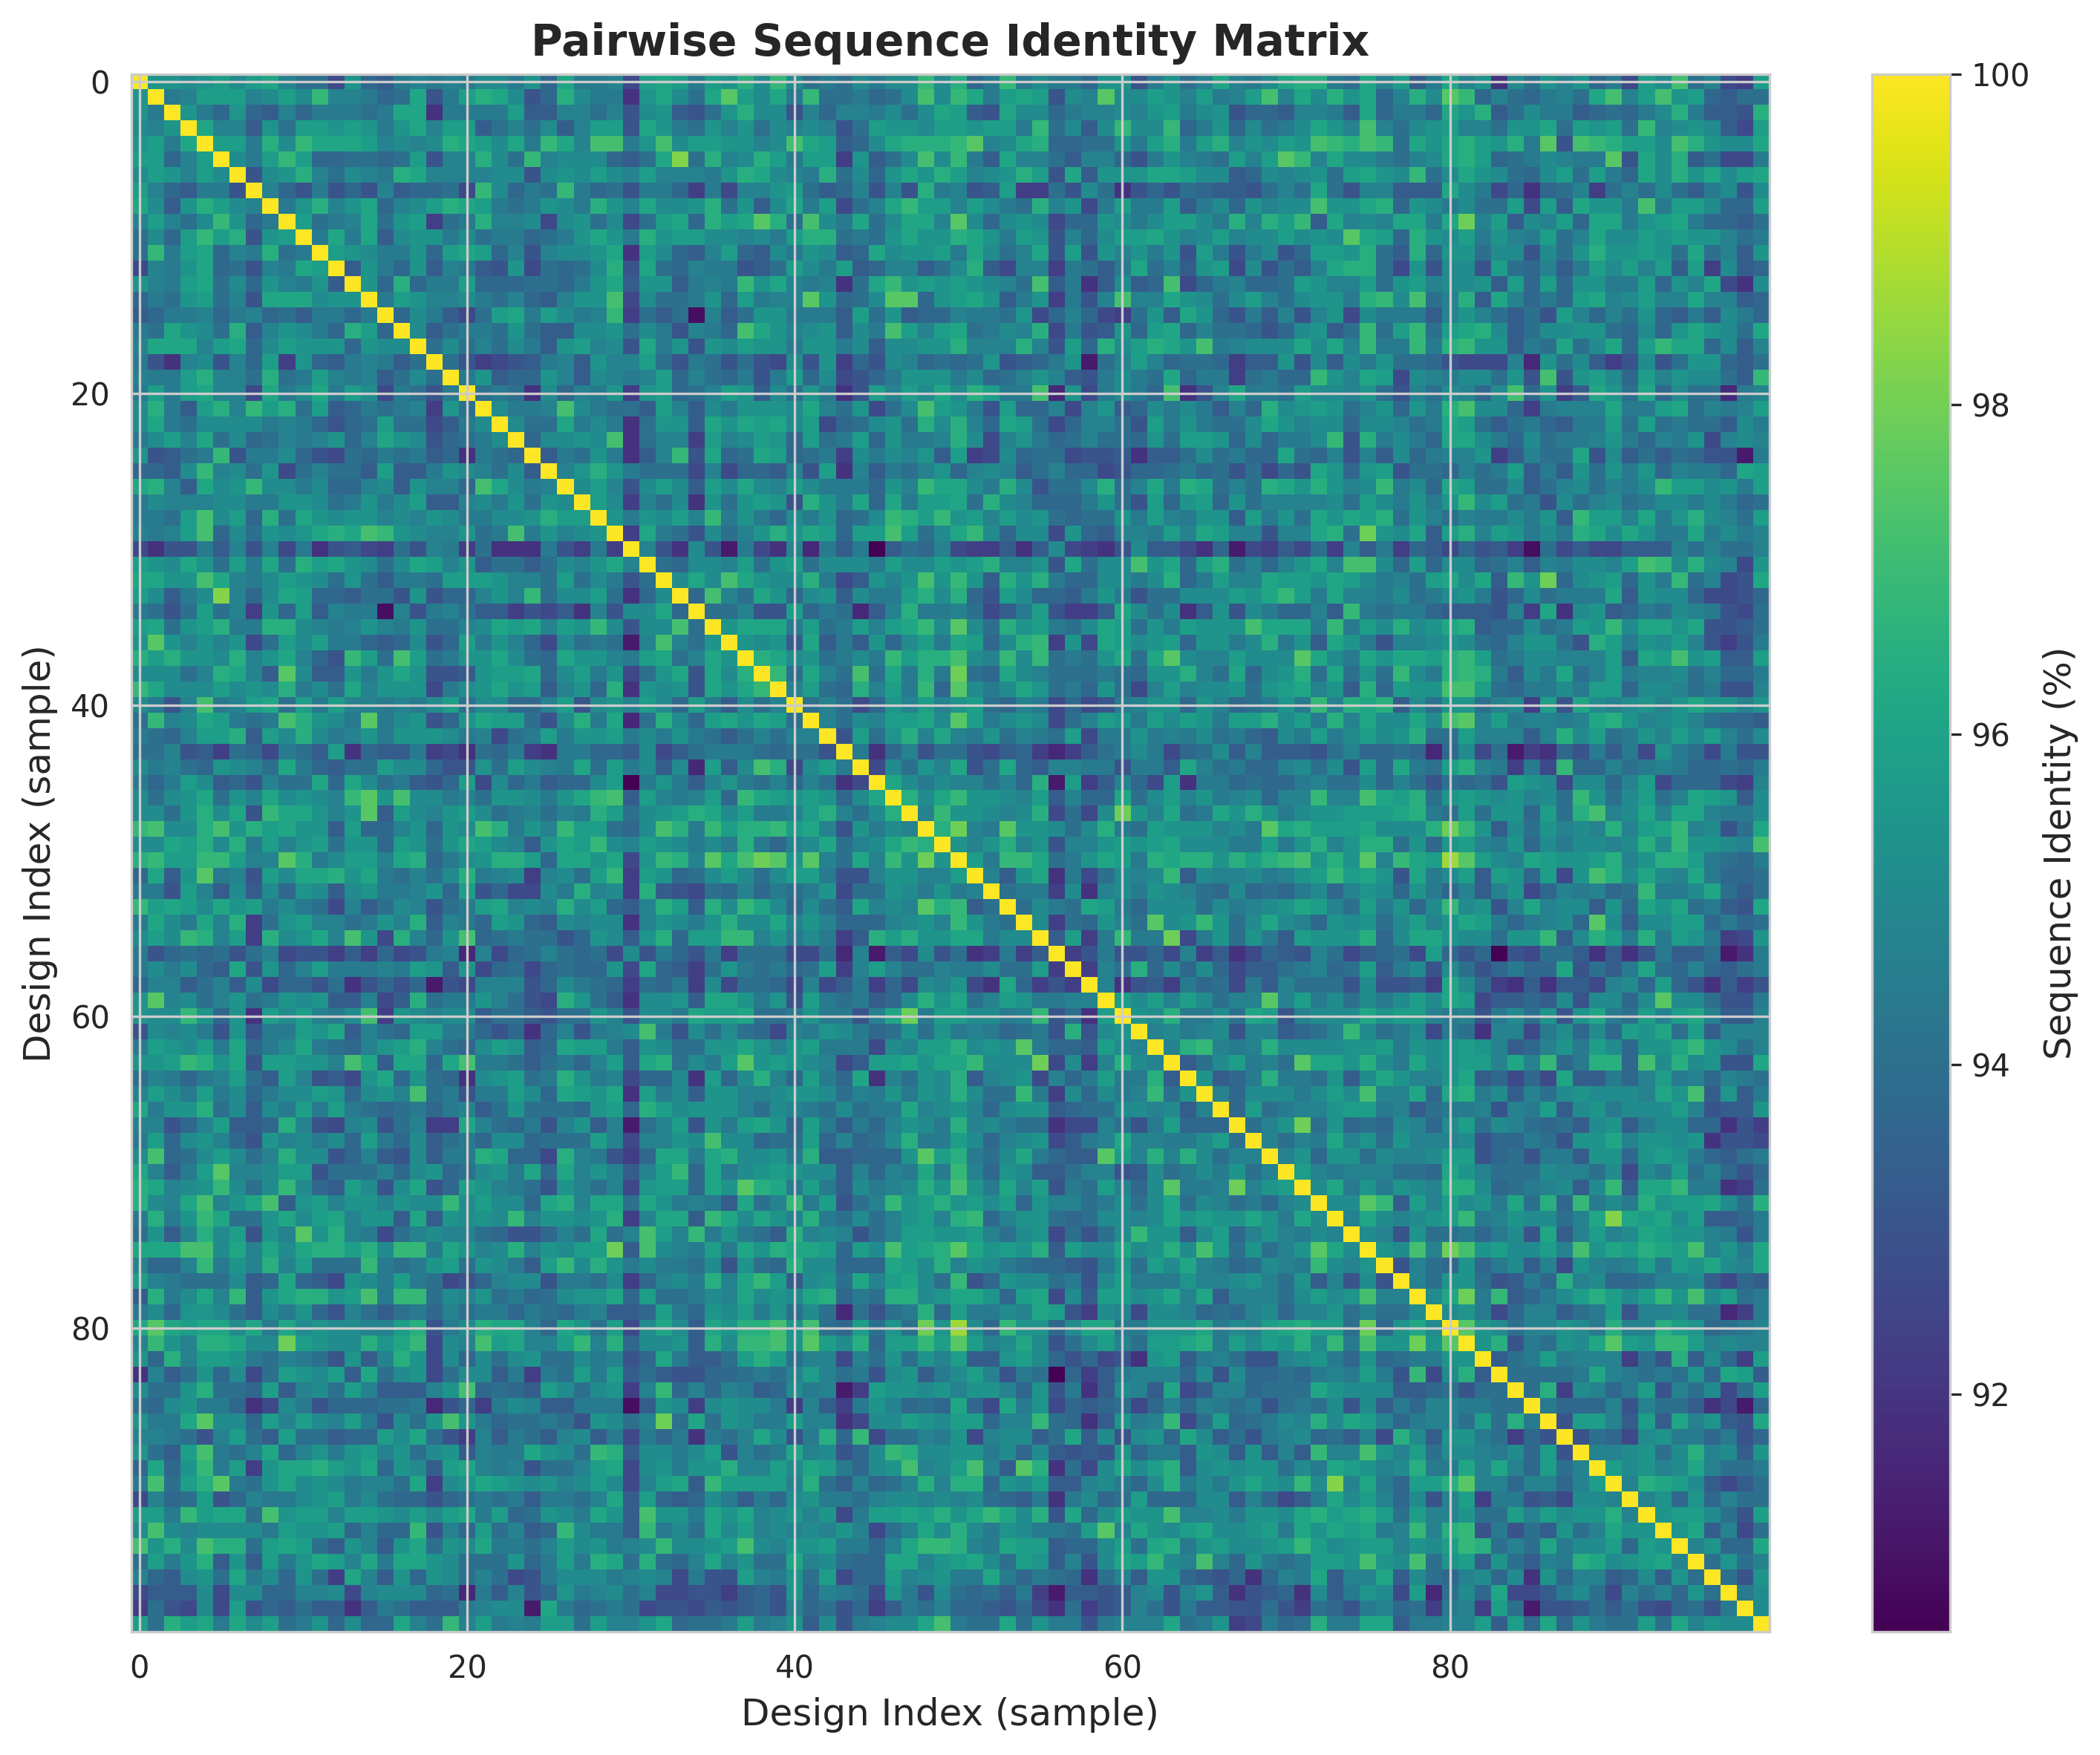 Pairwise Sequence Identity Matrix
0
20
40
60
80
Design Index (sample)
0 20 40 60 80
Design Index (sample)
100
98
96
94
92
Sequence Identity (%)